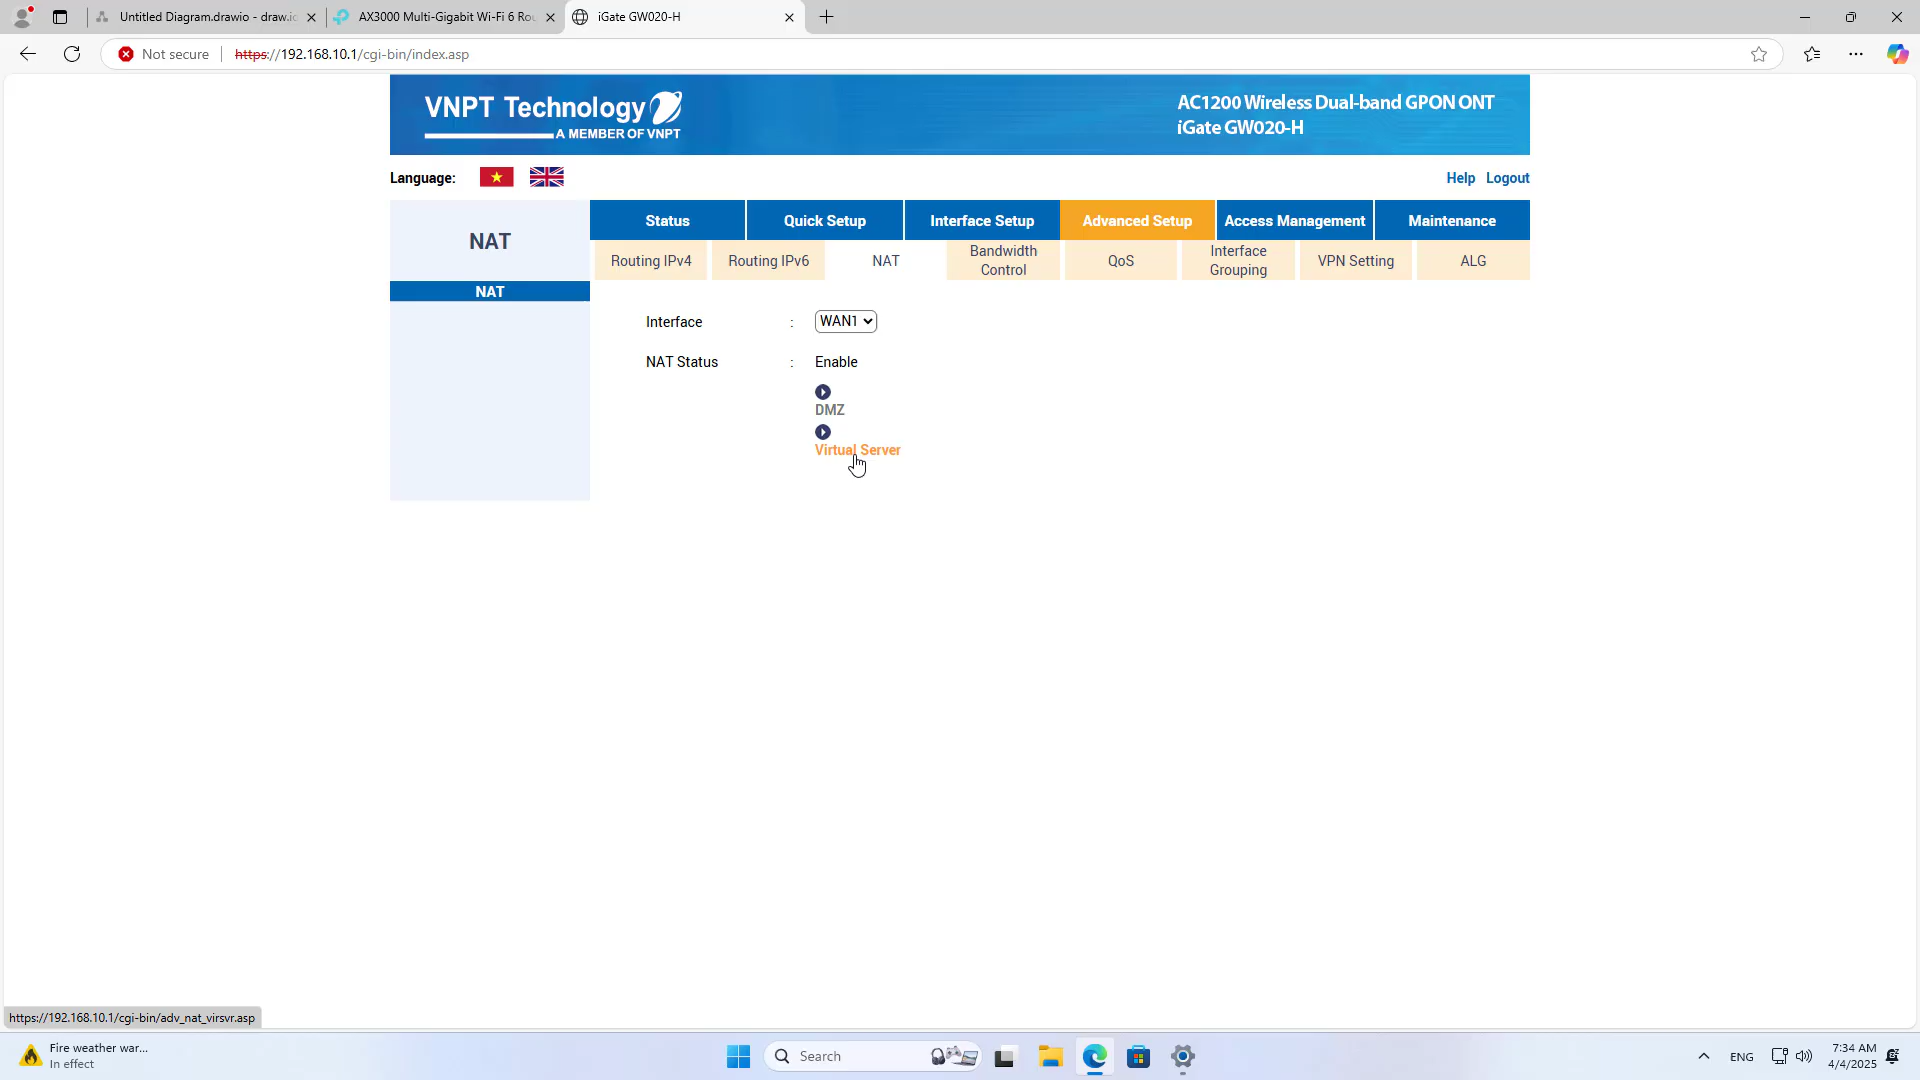 Untitled Diagram.drawio - draw.io
AX3000 Multi-Gigabit Wi-Fi 6 Rou
iGate GW020-H
Not secure
https://192.168.10.1/cgi-bin/index.asp
VNPT Technology
A MEMBER OF VNPT
AC1200 Wireless Dual-band GPON ONT
iGate GW020-H
Language:
Help Logout
NAT
Status
Quick Setup
Interface Setup
Advanced Setup
Access Management
Maintenance
Routing IPv4
Routing IPv6
NAT
Bandwidth
Control
QoS
Interface
Grouping
VPN Setting
ALG
NAT
Interface : WAN1
NAT Status : Enable
DMZ
Virtual Server
https://192.168.10.1/cgi-bin/adv_nat_virsvr.asp
Fire weather war...
In effect
Search
ENG
7:34 AM
4/4/2025